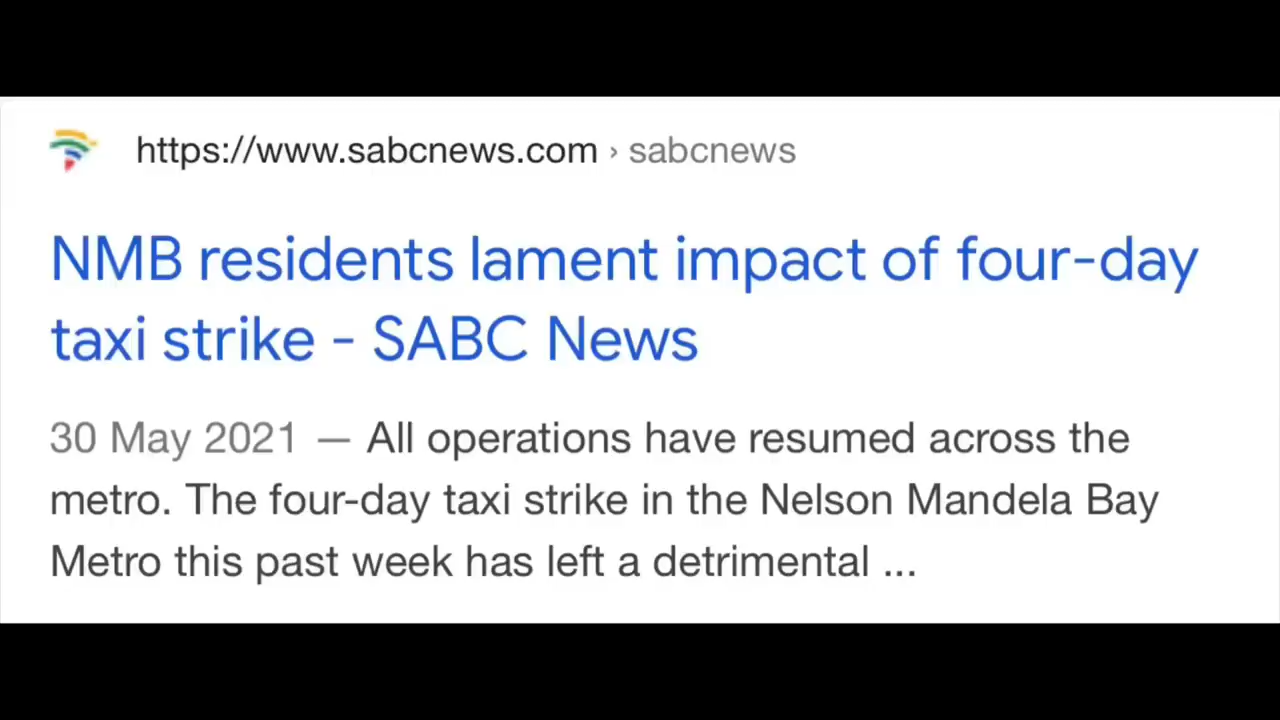 https://www.sabcnews.com › sabcnews
NMB residents lament impact of four-day
taxi strike - SABC News
30 May 2021 — All operations have resumed across the
metro. The four-day taxi strike in the Nelson Mandela Bay
Metro this past week has left a detrimental ...